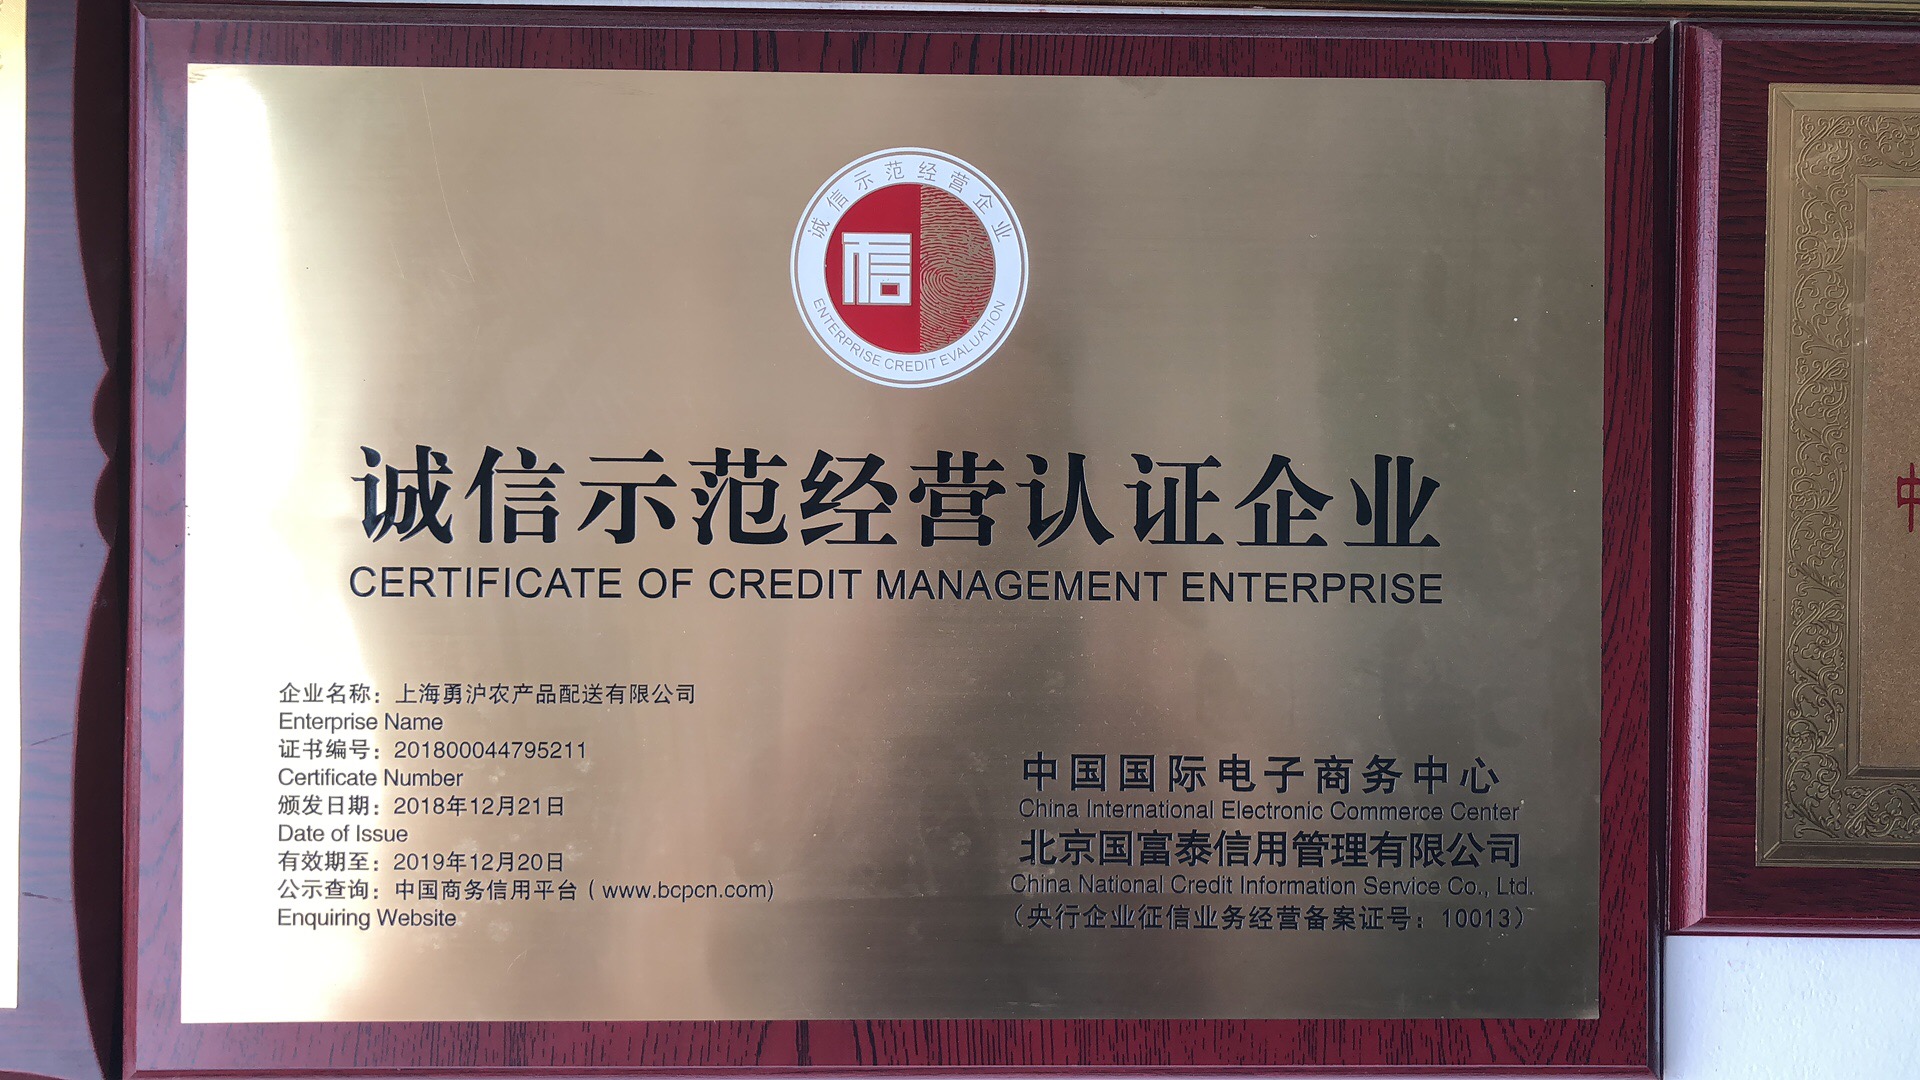 诚信示范经营企业
信
ENTERPRISE CREDIT EVALUATION
诚信示范经营认证企业
CERTIFICATE OF CREDIT MANAGEMENT ENTERPRISE
企业名称：上海勇沪农产品配送有限公司
Enterprise Name
证书编号：201800044795211
Certificate Number
颁发日期：2018年12月21日
Date of Issue
有效期至：2019年12月20日
公示查询：中国商务信用平台（www.bcpcn.com)
Enquiring Website
中国国际电子商务中心
China International Electronic Commerce Center
北京国富泰信用管理有限公司
China National Credit Information Service Co., Ltd.
（央行企业征信业务经营备案证号：10013）